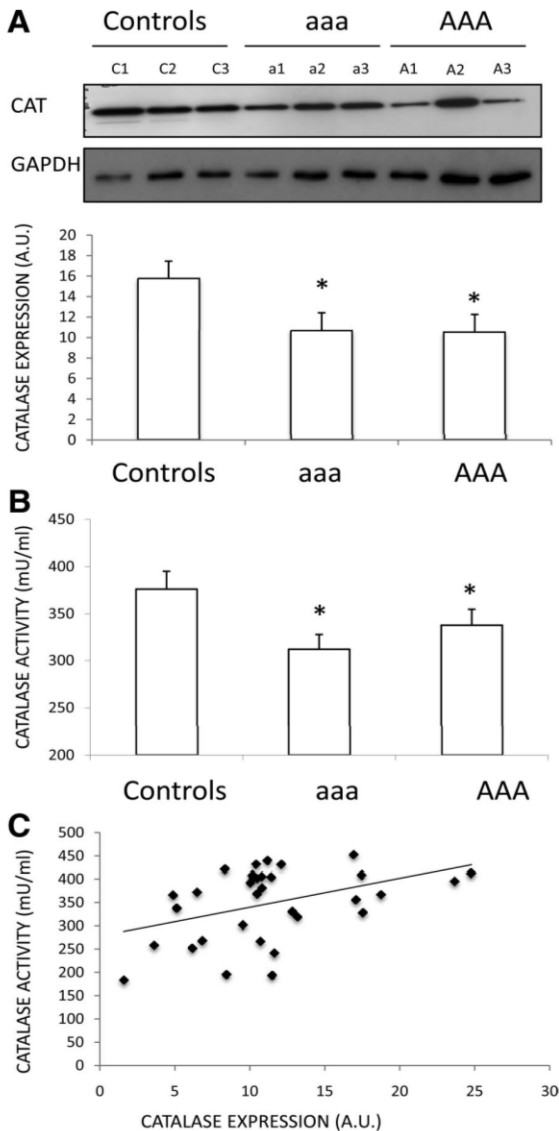 A
Controls aaa AAA
C1 C2 C3 a1 a2 a3 A1 A2 A3
CAT
GAPDH
CATALASE EXPRESSION (A.U.)
20
18
16
14
12
10
8
6
4
2
0
*
*
Controls aaa AAA
B
CATALASE ACTIVITY (mU/ml)
450
400
350
300
250
200
*
*
Controls aaa AAA
C
CATALASE ACTIVITY (mU/ml)
500
450
400
350
300
250
200
150
100
50
0
0 5 10 15 20 25 30
CATALASE EXPRESSION (A.U.)